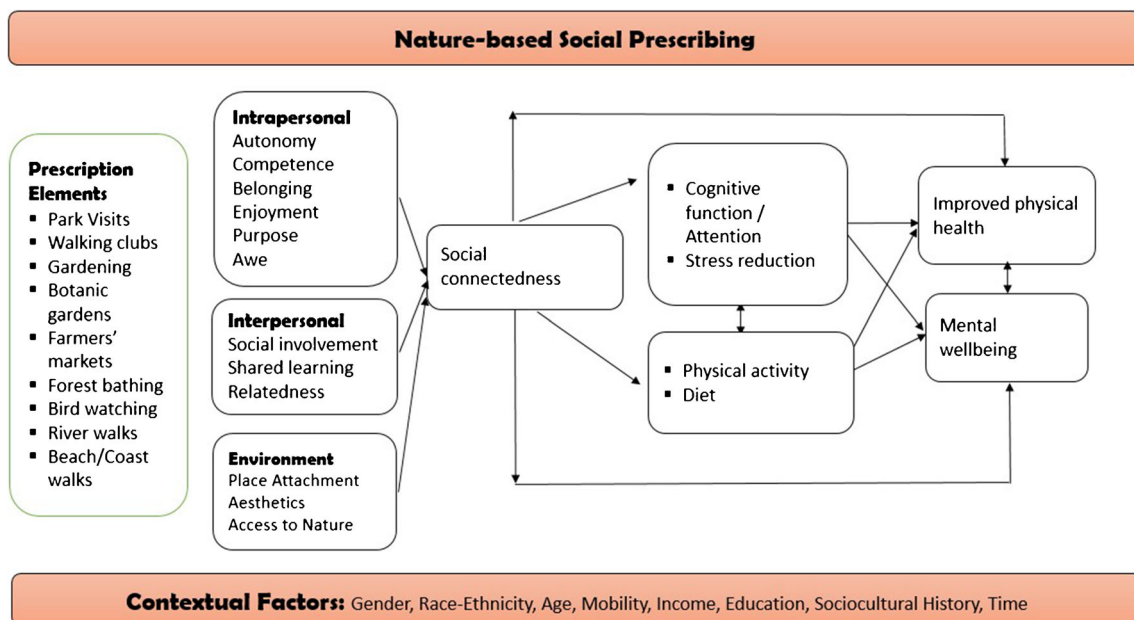 Nature-based Social Prescribing
Prescription
Elements
▪ Park Visits
▪ Walking clubs
▪ Gardening
▪ Botanic
gardens
▪ Farmers'
markets
▪ Forest bathing
▪ Bird watching
▪ River walks
▪ Beach/Coast
walks
Intrapersonal
Autonomy
Competence
Belonging
Enjoyment
Purpose
Awe
Interpersonal
Social involvement
Shared learning
Relatedness
Environment
Place Attachment
Aesthetics
Access to Nature
Social
connectedness
▪ Cognitive
function /
Attention
▪ Stress reduction
▪ Physical activity
▪ Diet
Improved physical
health
Mental
wellbeing
Contextual Factors: Gender, Race-Ethnicity, Age, Mobility, Income, Education, Sociocultural History, Time